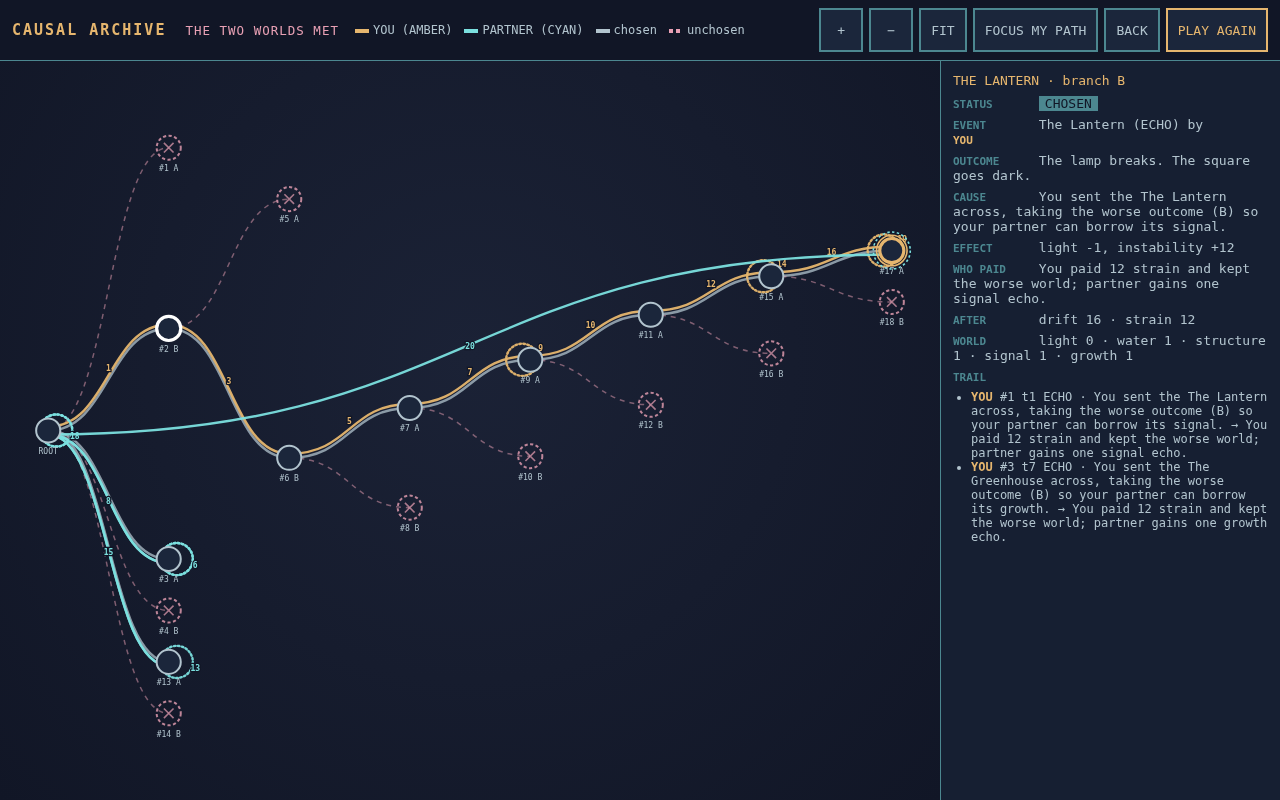 CAUSAL ARCHIVE THE TWO WORLDS MET YOU (AMBER) PARTNER (CYAN) chosen unchosen + − FIT FOCUS MY PATH BACK PLAY AGAIN
THE LANTERN · branch B
STATUS CHOSEN
EVENT The Lantern (ECHO) by
YOU
OUTCOME The lamp breaks. The square
goes dark.
CAUSE You sent the The Lantern
across, taking the worse outcome (B) so
your partner can borrow its signal.
EFFECT light -1, instability +12
WHO PAID You paid 12 strain and kept
the worse world; partner gains one
signal echo.
AFTER drift 16 · strain 12
WORLD light 0 · water 1 · structure
1 · signal 1 · growth 1
TRAIL
• YOU #1 t1 ECHO · You sent the The Lantern
across, taking the worse outcome (B) so
your partner can borrow its signal. → You
paid 12 strain and kept the worse world;
partner gains one signal echo.
• YOU #3 t7 ECHO · You sent the The
Greenhouse across, taking the worse
outcome (B) so your partner can borrow
its growth. → You paid 12 strain and kept
the worse world; partner gains one growth
echo.
#1 A
#5 A
16
#17 A
14
12
#15 A
#18 B
10
#11 A
20
9
#2 B
#16 B
1
7
#9 A
3
5
#12 B
#7 A
18
ROOT
#6 B
#10 B
8
#8 B
15
6
#3 A
#4 B
13
#13 A
#14 B